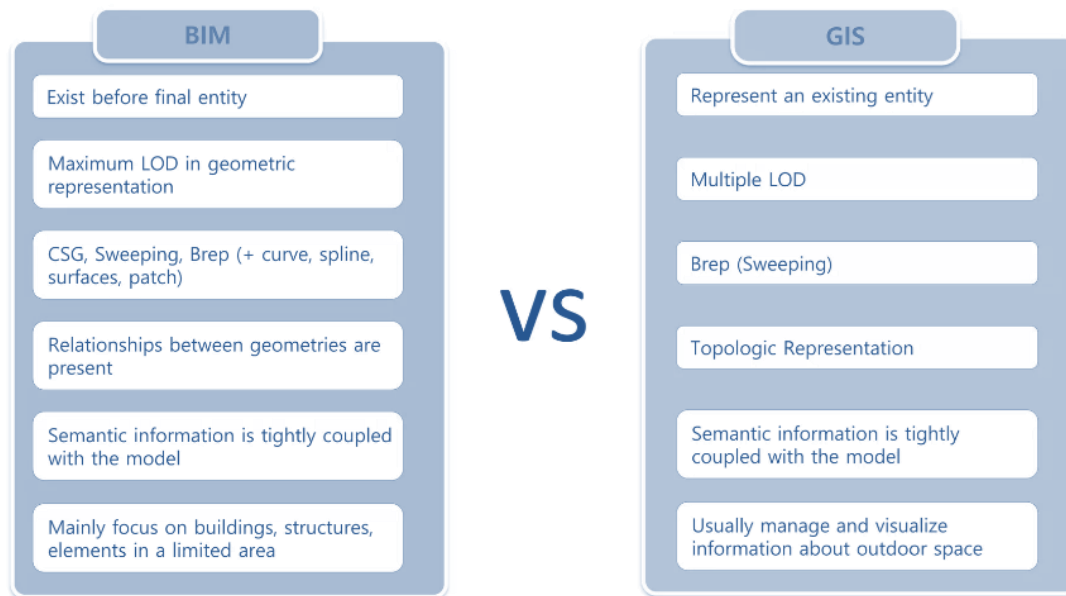 BIM
Exist before final entity
Maximum LOD in geometric
representation
CSG, Sweeping, Brep (+ curve, spline,
surfaces, patch)
Relationships between geometries are
present
Semantic information is tightly coupled
with the model
Mainly focus on buildings, structures,
elements in a limited area
VS
GIS
Represent an existing entity
Multiple LOD
Brep (Sweeping)
Topologic Representation
Semantic information is tightly
coupled with the model
Usually manage and visualize
information about outdoor space